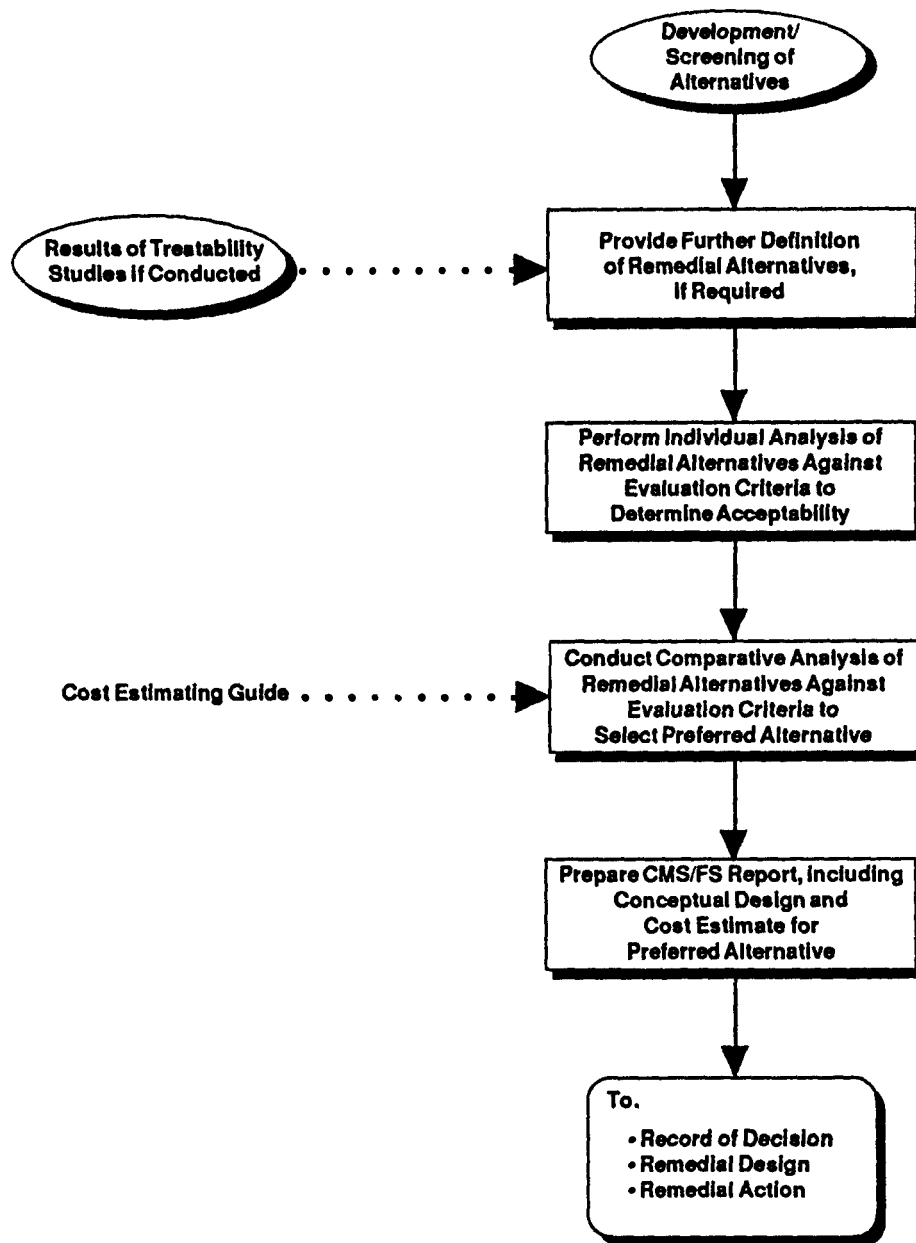 Development/
Screening of
Alternatives
Results of Treatability
Studies if Conducted
Provide Further Definition
of Remedial Alternatives,
if Required
Perform Individual Analysis of
Remedial Alternatives Against
Evaluation Criteria to
Determine Acceptability
Cost Estimating Guide
Conduct Comparative Analysis of
Remedial Alternatives Against
Evaluation Criteria to
Select Preferred Alternative
Prepare CMS/FS Report, including
Conceptual Design and
Cost Estimate for
Preferred Alternative
To.
• Record of Decision
• Remedial Design
• Remedial Action